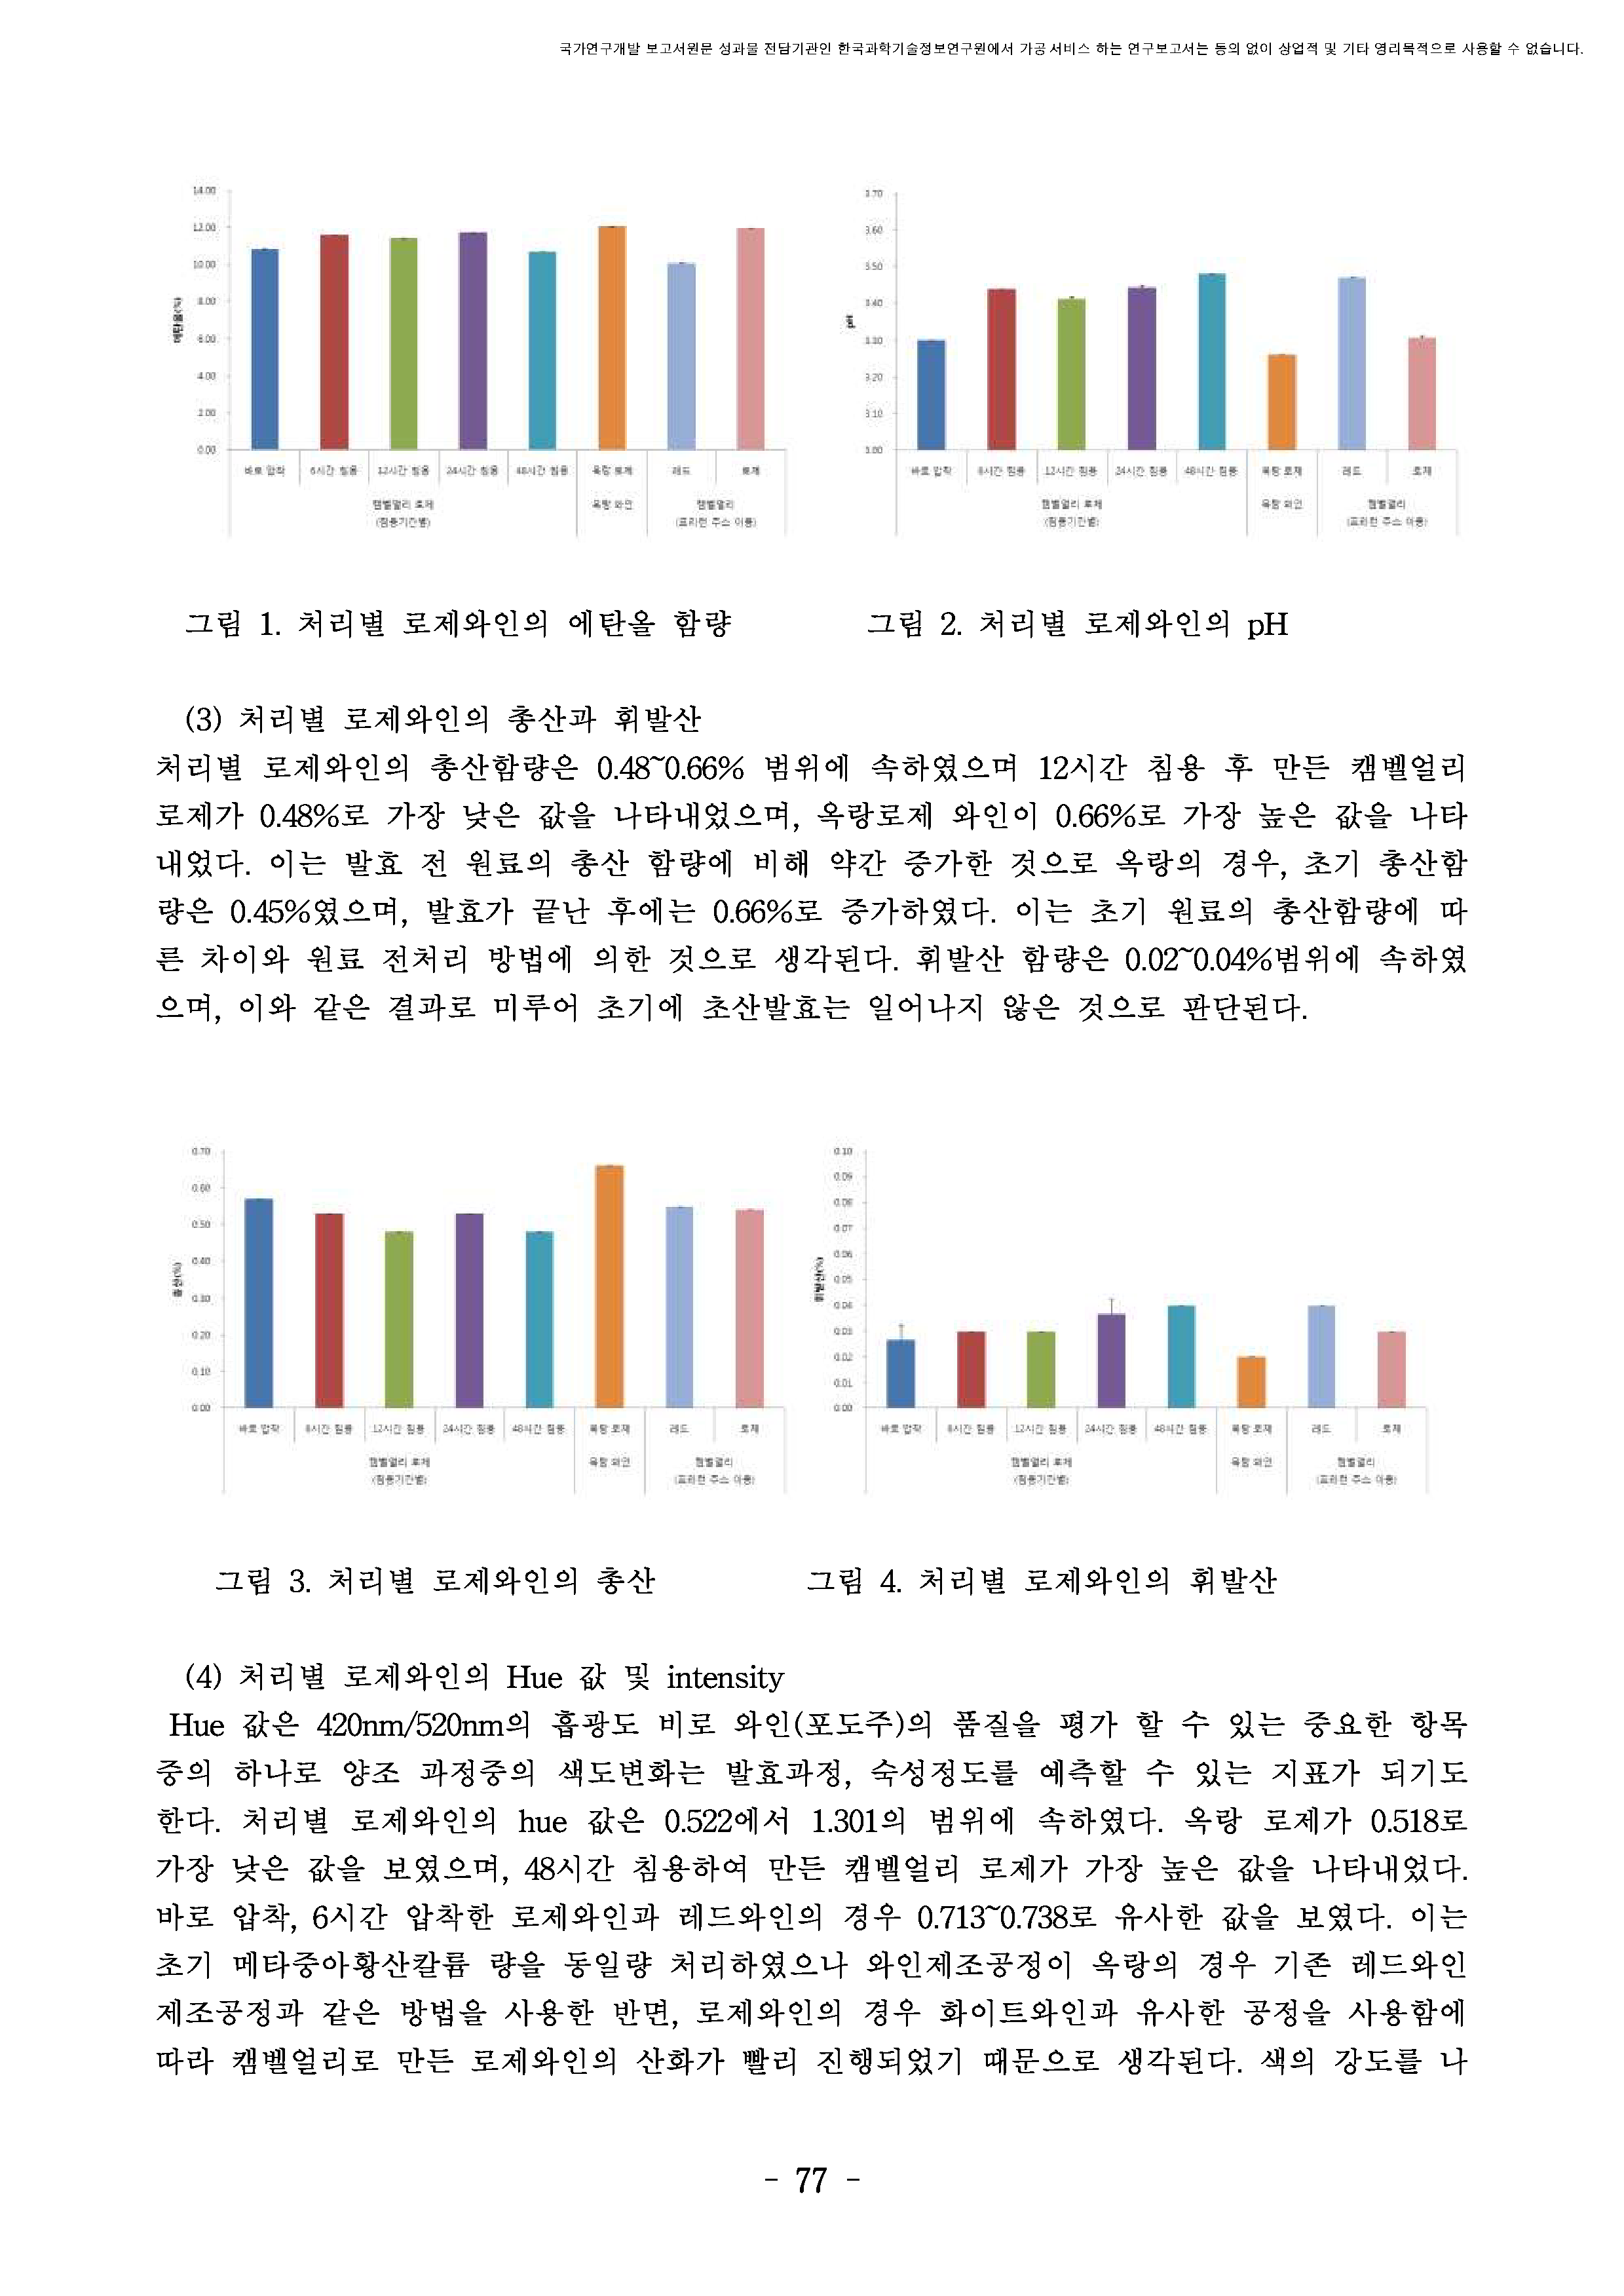 국가연구개발 보고서원문 성과물 전담기관인 한국과학기술정보연구원에서 가공·서비스 하는 연구보고서는 동의 없이 상업적 및 기타 영리목적으로 사용할 수 없습니다.
14.00
12.00
10.00
8.00
6.00
4.00
2.00
0.00
에탄올(%)
바로 압착 6시간 침용 12시간 침용 24시간 침용 48시간 침용 옥랑 로제 레드 로제
캠벨얼리 로제 옥랑 와인 캠벨얼리
(침용기간별) (프리런 주스 이용)
3.70
3.60
3.50
3.40
3.30
3.20
3.10
3.00
pH
바로 압착 6시간 침용 12시간 침용 24시간 침용 48시간 침용 옥랑 로제 레드 로제
캠벨얼리 로제 옥랑 와인 캠벨얼리
(침용기간별) (프리런 주스 이용)
그림 1. 처리별 로제와인의 에탄올 함량 그림 2. 처리별 로제와인의 pH
(3) 처리별 로제와인의 총산과 휘발산
처리별 로제와인의 총산함량은 0.48~0.66% 범위에 속하였으며 12시간 침용 후 만든 캠벨얼리
로제가 0.48%로 가장 낮은 값을 나타내었으며, 옥랑로제 와인이 0.66%로 가장 높은 값을 나타
내었다. 이는 발효 전 원료의 총산 함량에 비해 약간 증가한 것으로 옥랑의 경우, 초기 총산함
량은 0.45%였으며, 발효가 끝난 후에는 0.66%로 증가하였다. 이는 초기 원료의 총산함량에 따
른 차이와 원료 전처리 방법에 의한 것으로 생각된다. 휘발산 함량은 0.02~0.04%범위에 속하였
으며, 이와 같은 결과로 미루어 초기에 초산발효는 일어나지 않은 것으로 판단된다.
0.70
0.60
0.50
0.40
0.30
0.20
0.10
0.00
총산(%)
바로 압착 6시간 침용 12시간 침용 24시간 침용 48시간 침용 옥랑 로제 레드 로제
캠벨얼리 로제 옥랑 와인 캠벨얼리
(침용기간별) (프리런 주스 이용)
0.10
0.09
0.08
0.07
0.06
0.05
0.04
0.03
0.02
0.01
0.00
휘발산(%)
바로 압착 6시간 침용 12시간 침용 24시간 침용 48시간 침용 옥랑 로제 레드 로제
캠벨얼리 로제 옥랑 와인 캠벨얼리
(침용기간별) (프리런 주스 이용)
그림 3. 처리별 로제와인의 총산 그림 4. 처리별 로제와인의 휘발산
(4) 처리별 로제와인의 Hue 값 및 intensity
Hue 값은 420nm/520nm의 흡광도 비로 와인(포도주)의 품질을 평가 할 수 있는 중요한 항목
중의 하나로 양조 과정중의 색도변화는 발효과정, 숙성정도를 예측할 수 있는 지표가 되기도
한다. 처리별 로제와인의 hue 값은 0.522에서 1.301의 범위에 속하였다. 옥랑 로제가 0.518로
가장 낮은 값을 보였으며, 48시간 침용하여 만든 캠벨얼리 로제가 가장 높은 값을 나타내었다.
바로 압착, 6시간 압착한 로제와인과 레드와인의 경우 0.713~0.738로 유사한 값을 보였다. 이는
초기 메타중아황산칼륨 량을 동일량 처리하였으나 와인제조공정이 옥랑의 경우 기존 레드와인
제조공정과 같은 방법을 사용한 반면, 로제와인의 경우 화이트와인과 유사한 공정을 사용함에
따라 캠벨얼리로 만든 로제와인의 산화가 빨리 진행되었기 때문으로 생각된다. 색의 강도를 나
- 77 -